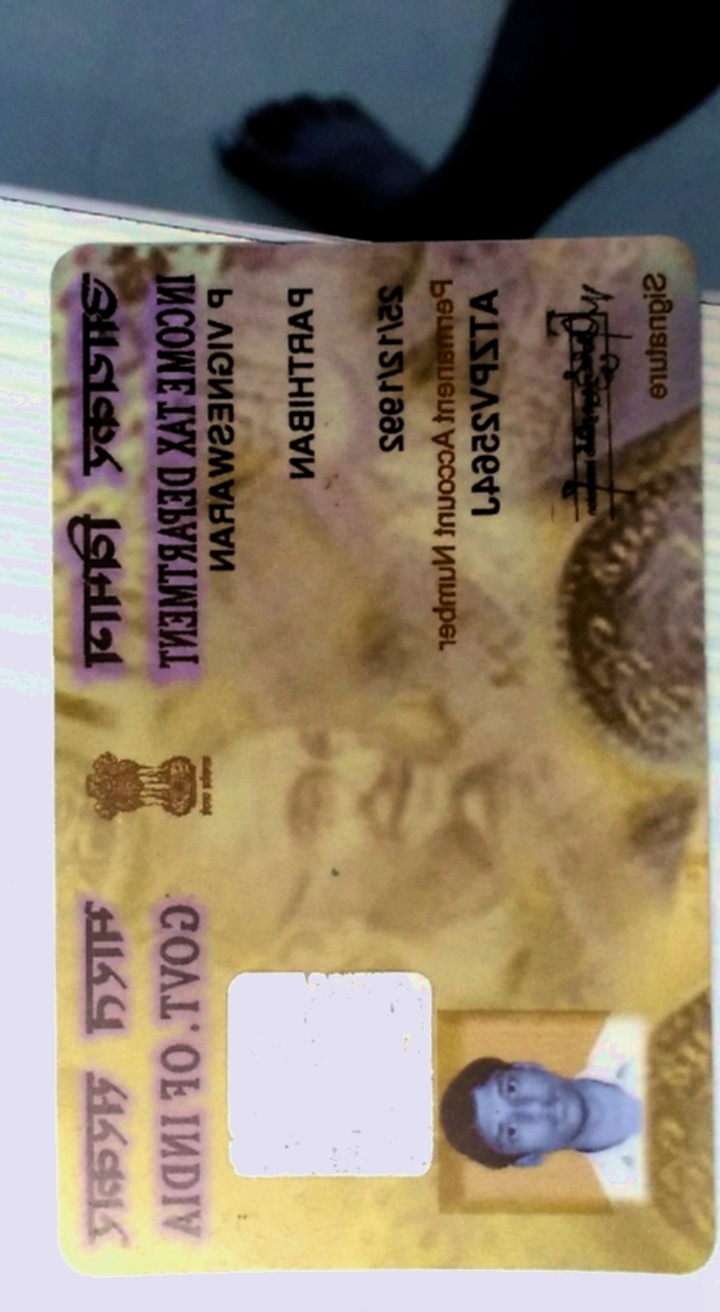 आयकर विभाग
भारत सरकार
INCOME TAX DEPARTMENT
GOVT. OF INDIA
P VIGNESWARAN
PARTHIBAN
25/12/1992
Permanent Account Number
ATZPV2564J
Signature